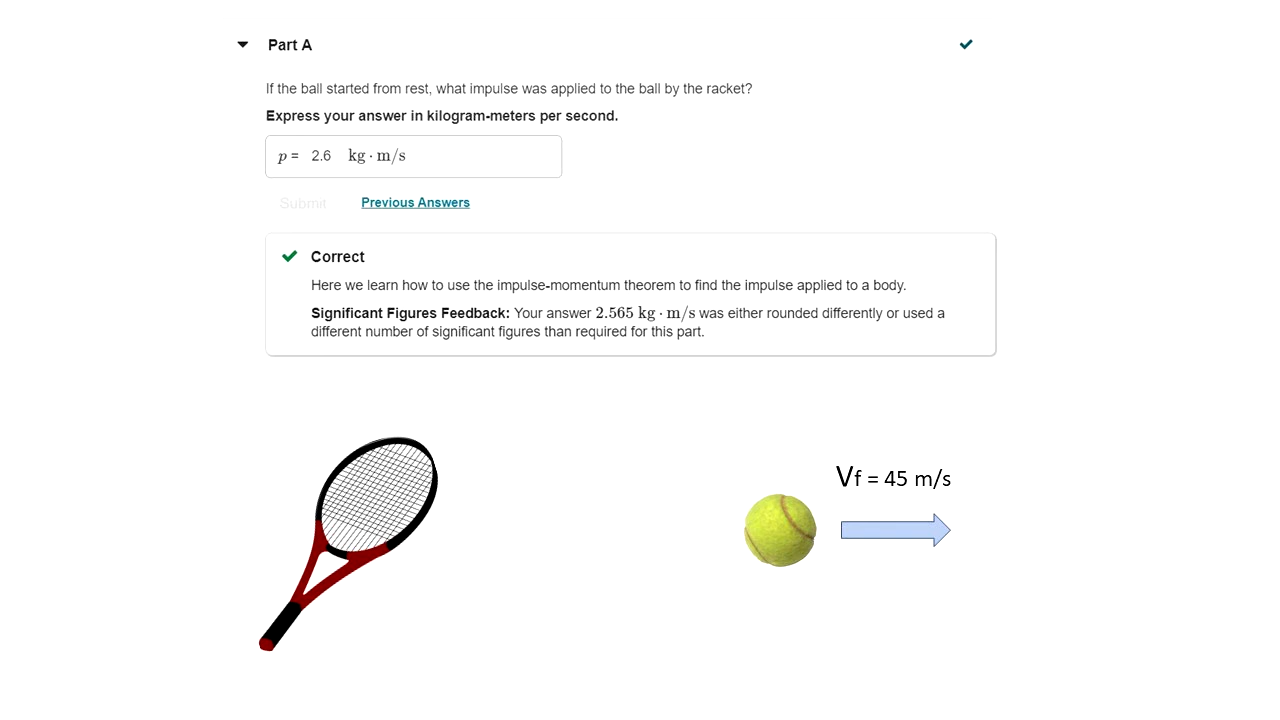 Part A
If the ball started from rest, what impulse was applied to the ball by the racket?
Express your answer in kilogram-meters per second.
p = 2.6 kg · m/s
Submit Previous Answers
Correct
Here we learn how to use the impulse-momentum theorem to find the impulse applied to a body.
Significant Figures Feedback: Your answer 2.565 kg · m/s was either rounded differently or used a
different number of significant figures than required for this part.
Vf = 45 m/s